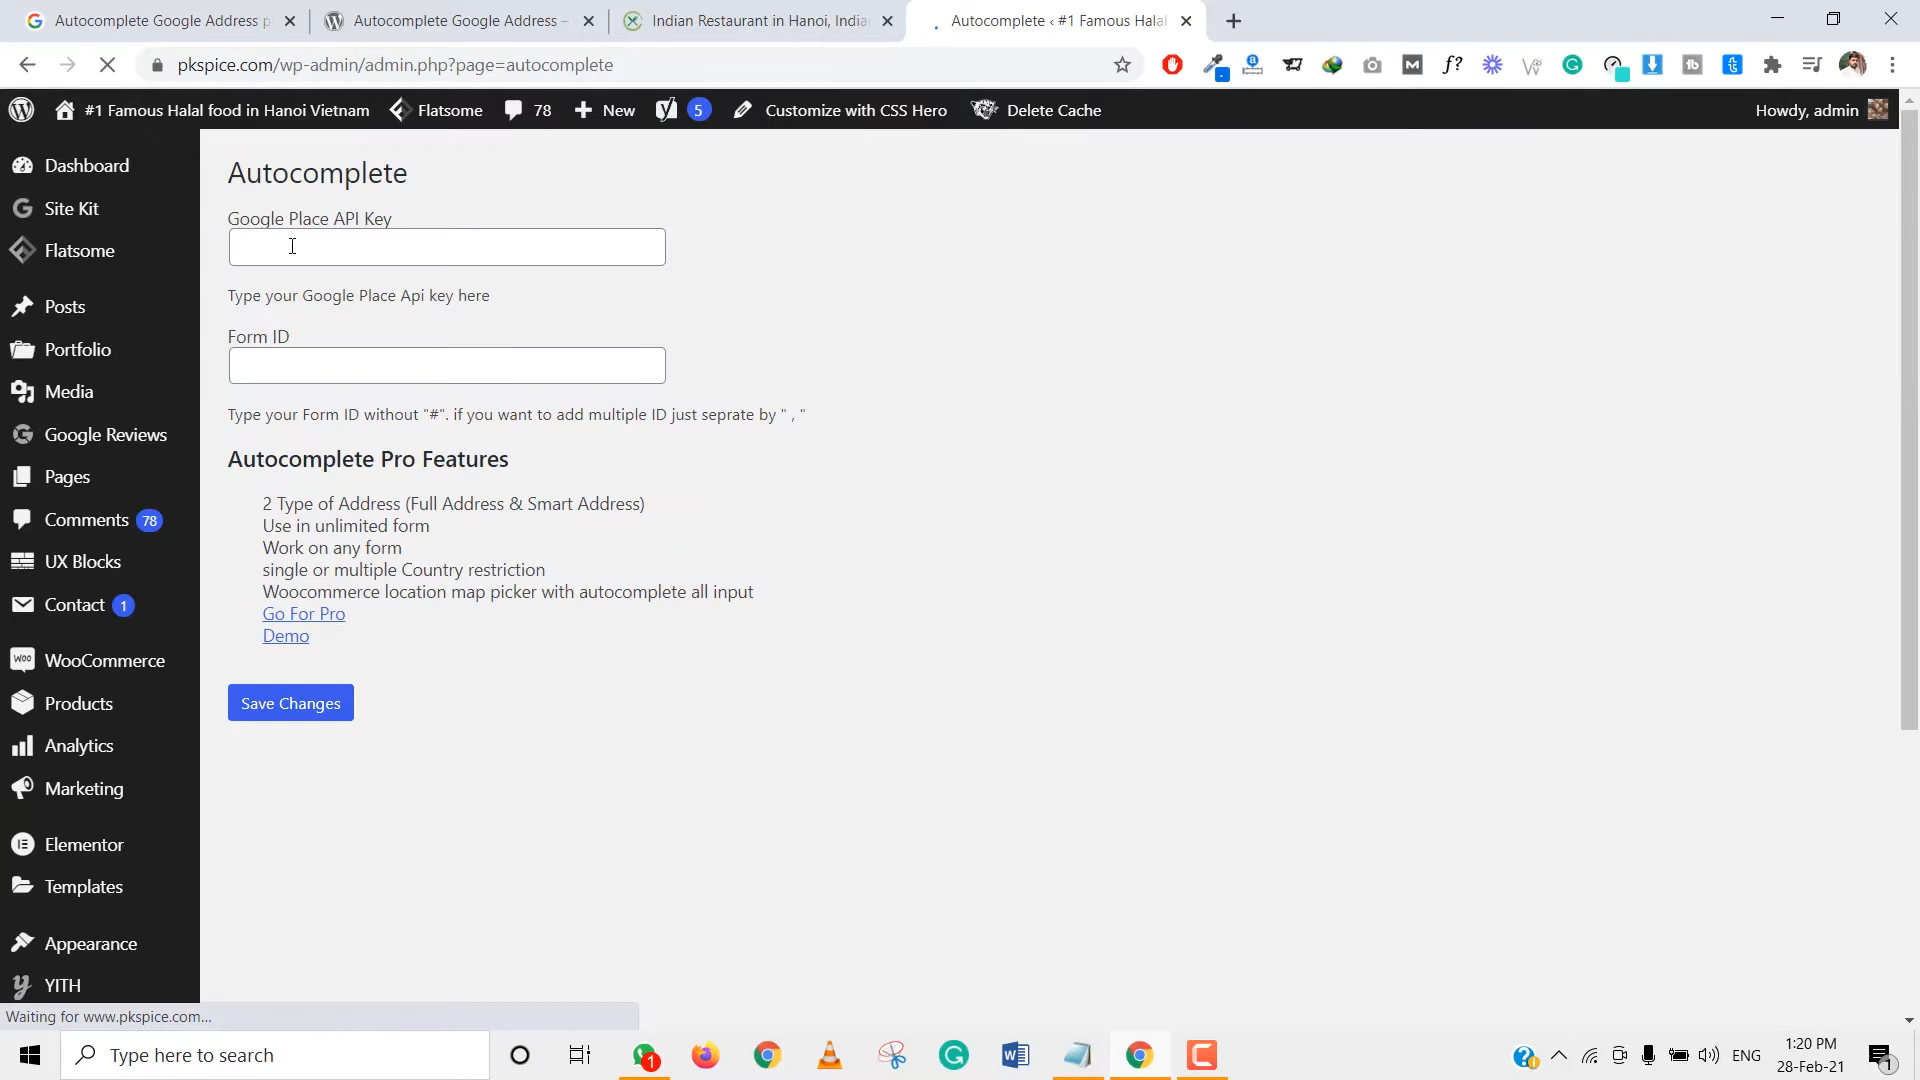 Autocomplete Google Address p
Autocomplete Google Address –
Indian Restaurant in Hanoi, India
Autocomplete ‹ #1 Famous Halal
pkspice.com/wp-admin/admin.php?page=autocomplete
#1 Famous Halal food in Hanoi Vietnam
Flatsome
78
New
5
Customize with CSS Hero
Delete Cache
Howdy, admin
Dashboard
Site Kit
Flatsome
Posts
Portfolio
Media
Google Reviews
Pages
Comments 78
UX Blocks
Contact 1
WooCommerce
Products
Analytics
Marketing
Elementor
Templates
Appearance
YITH
Autocomplete
Google Place API Key
Type your Google Place Api key here
Form ID
Type your Form ID without "#". if you want to add multiple ID just seprate by " , "
Autocomplete Pro Features
2 Type of Address (Full Address & Smart Address)
Use in unlimited form
Work on any form
single or multiple Country restriction
Woocommerce location map picker with autocomplete all input
Go For Pro
Demo
Save Changes
Waiting for www.pkspice.com...
Type here to search
1
ENG
1:20 PM
28-Feb-21
1